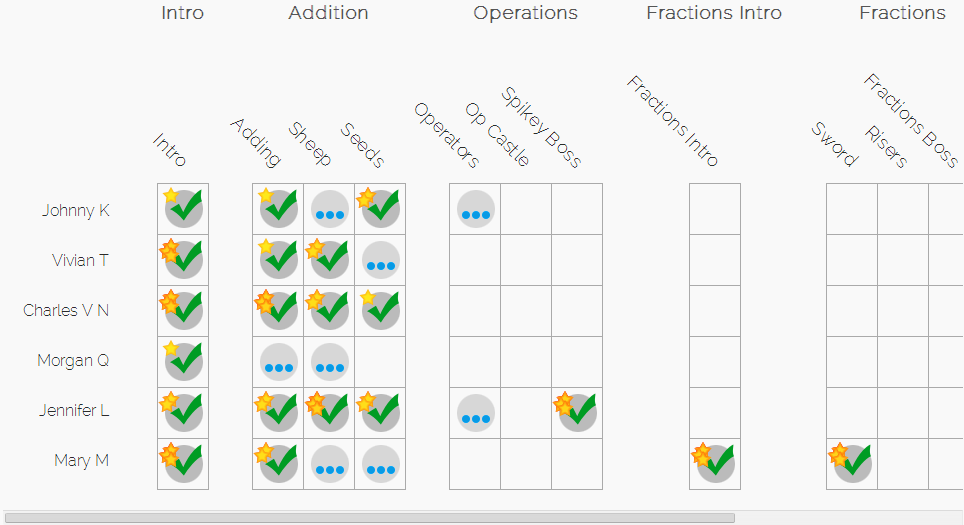 Intro Addition Operations Fractions Intro Fractions
Intro Adding Sheep Seeds Operators Op Castle Spikey Boss Fractions Intro Sword Risers Fractions Boss
Johnny K
Vivian T
Charles V N
Morgan Q
Jennifer L
Mary M